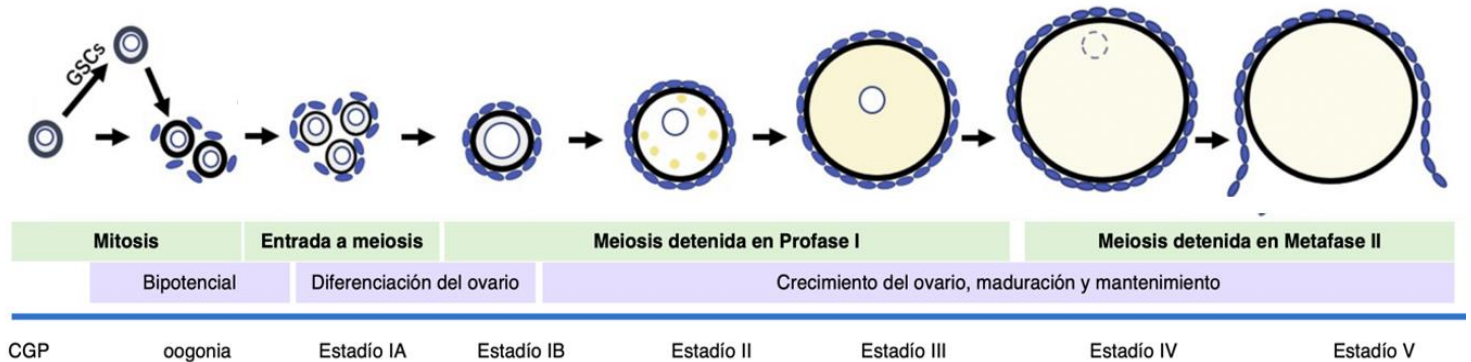 GSCs
Mitosis
Entrada a meiosis
Meiosis detenida en Profase I
Meiosis detenida en Metafase II
Bipotencial
Diferenciación del ovario
Crecimiento del ovario, maduración y mantenimiento
CGP
oogonia
Estadío IA
Estadío IB
Estadío II
Estadío III
Estadío IV
Estadío V